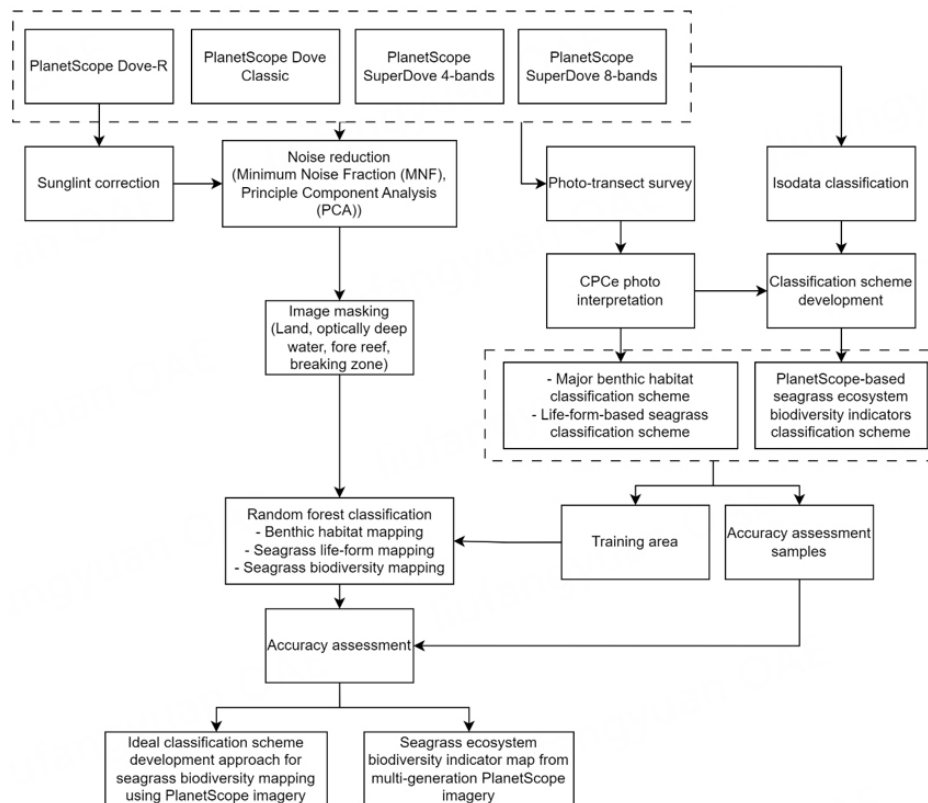 PlanetScope Dove-R
PlanetScope Dove
Classic
PlanetScope
SuperDove 4-bands
PlanetScope
SuperDove 8-bands
Sunglint correction
Noise reduction
(Minimum Noise Fraction (MNF),
Principle Component Analysis
(PCA))
Photo-transect survey
Isodata classification
CPCe photo
interpretation
Classification scheme
development
Image masking
(Land, optically deep
water, fore reef,
breaking zone)
- Major benthic habitat
classification scheme
- Life-form-based seagrass
classification scheme
PlanetScope-based
seagrass ecosystem
biodiversity indicators
classification scheme
Random forest classification
- Benthic habitat mapping
- Seagrass life-form mapping
- Seagrass biodiversity mapping
Training area
Accuracy assessment
samples
Accuracy assessment
Ideal classification scheme
development approach for
seagrass biodiversity mapping
using PlanetScope imagery
Seagrass ecosystem
biodiversity indicator map from
multi-generation PlanetScope
imagery